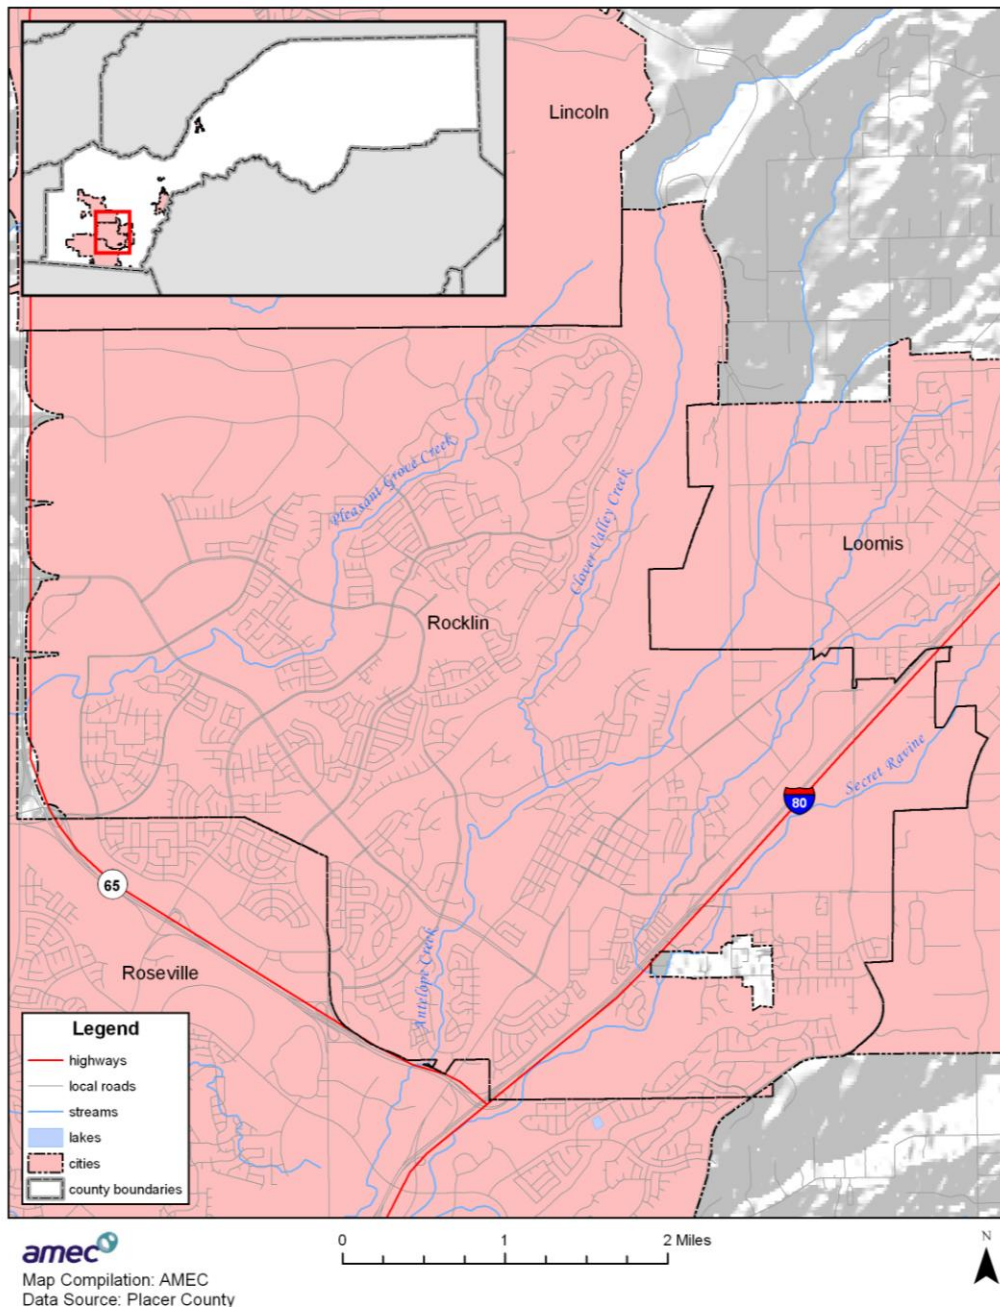 Lincoln
Pleasant Grove Creek
Clover Valley Creek
Loomis
Rocklin
Secret Ravine
80
65
Antelope Creek
Roseville
Legend
highways
local roads
streams
lakes
cities
county boundaries
amec
0 1 2 Miles
N
Map Compilation: AMEC
Data Source: Placer County